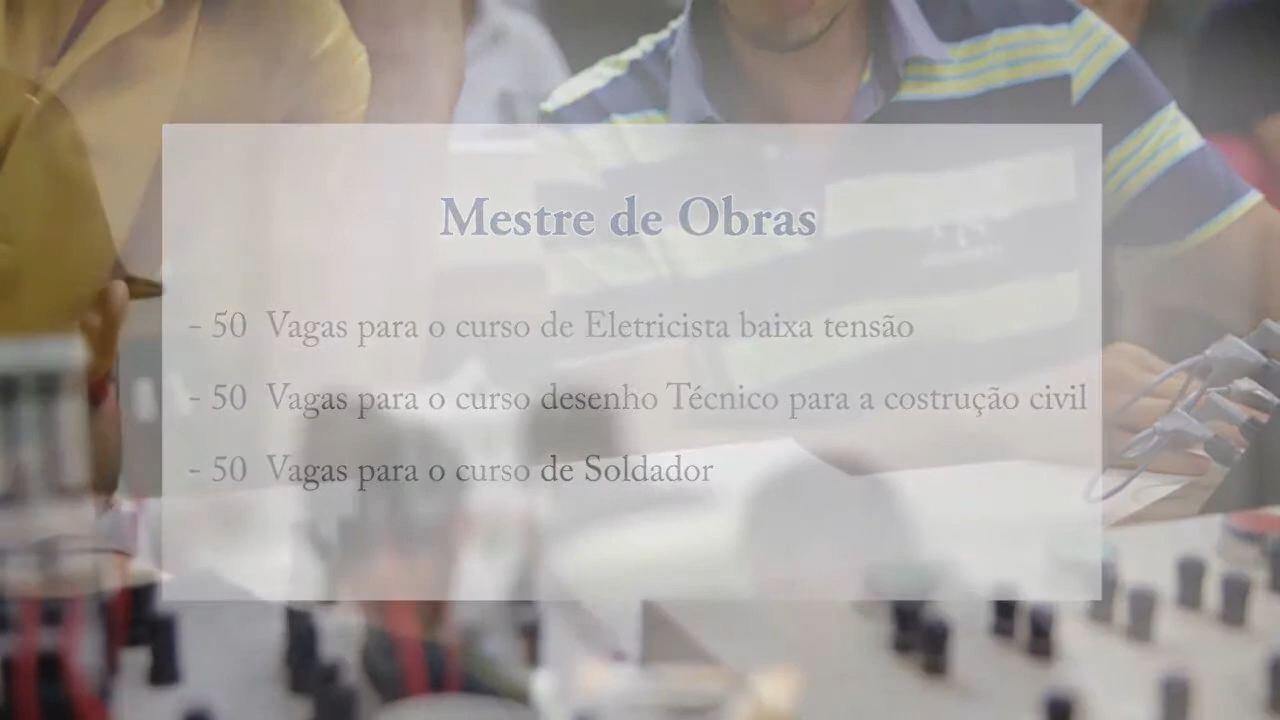 Mestre de Obras
- 50 Vagas para o curso de Eletricista baixa tensão
- 50 Vagas para o curso desenho Técnico para a costrução civil
- 50 Vagas para o curso de Soldador